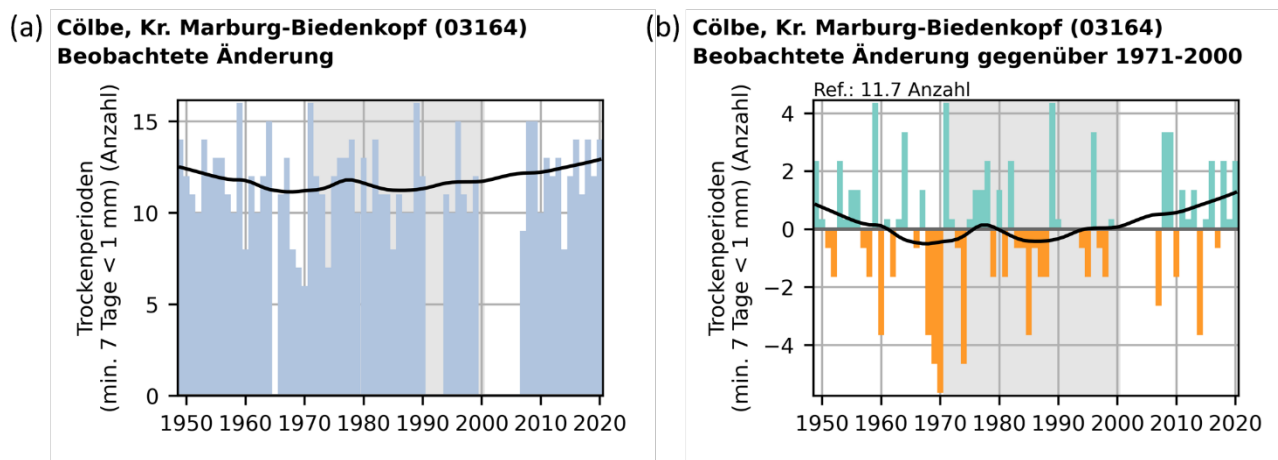 (a) Cölbe, Kr. Marburg-Biedenkopf (03164)
Beobachtete Änderung
Trockenperioden
(min. 7 Tage < 1 mm) (Anzahl)
15
10
5
0
1950 1960 1970 1980 1990 2000 2010 2020
(b) Cölbe, Kr. Marburg-Biedenkopf (03164)
Beobachtete Änderung gegenüber 1971-2000
Ref.: 11.7 Anzahl
Trockenperioden
(min. 7 Tage < 1 mm) (Anzahl)
4
2
0
−2
−4
1950 1960 1970 1980 1990 2000 2010 2020